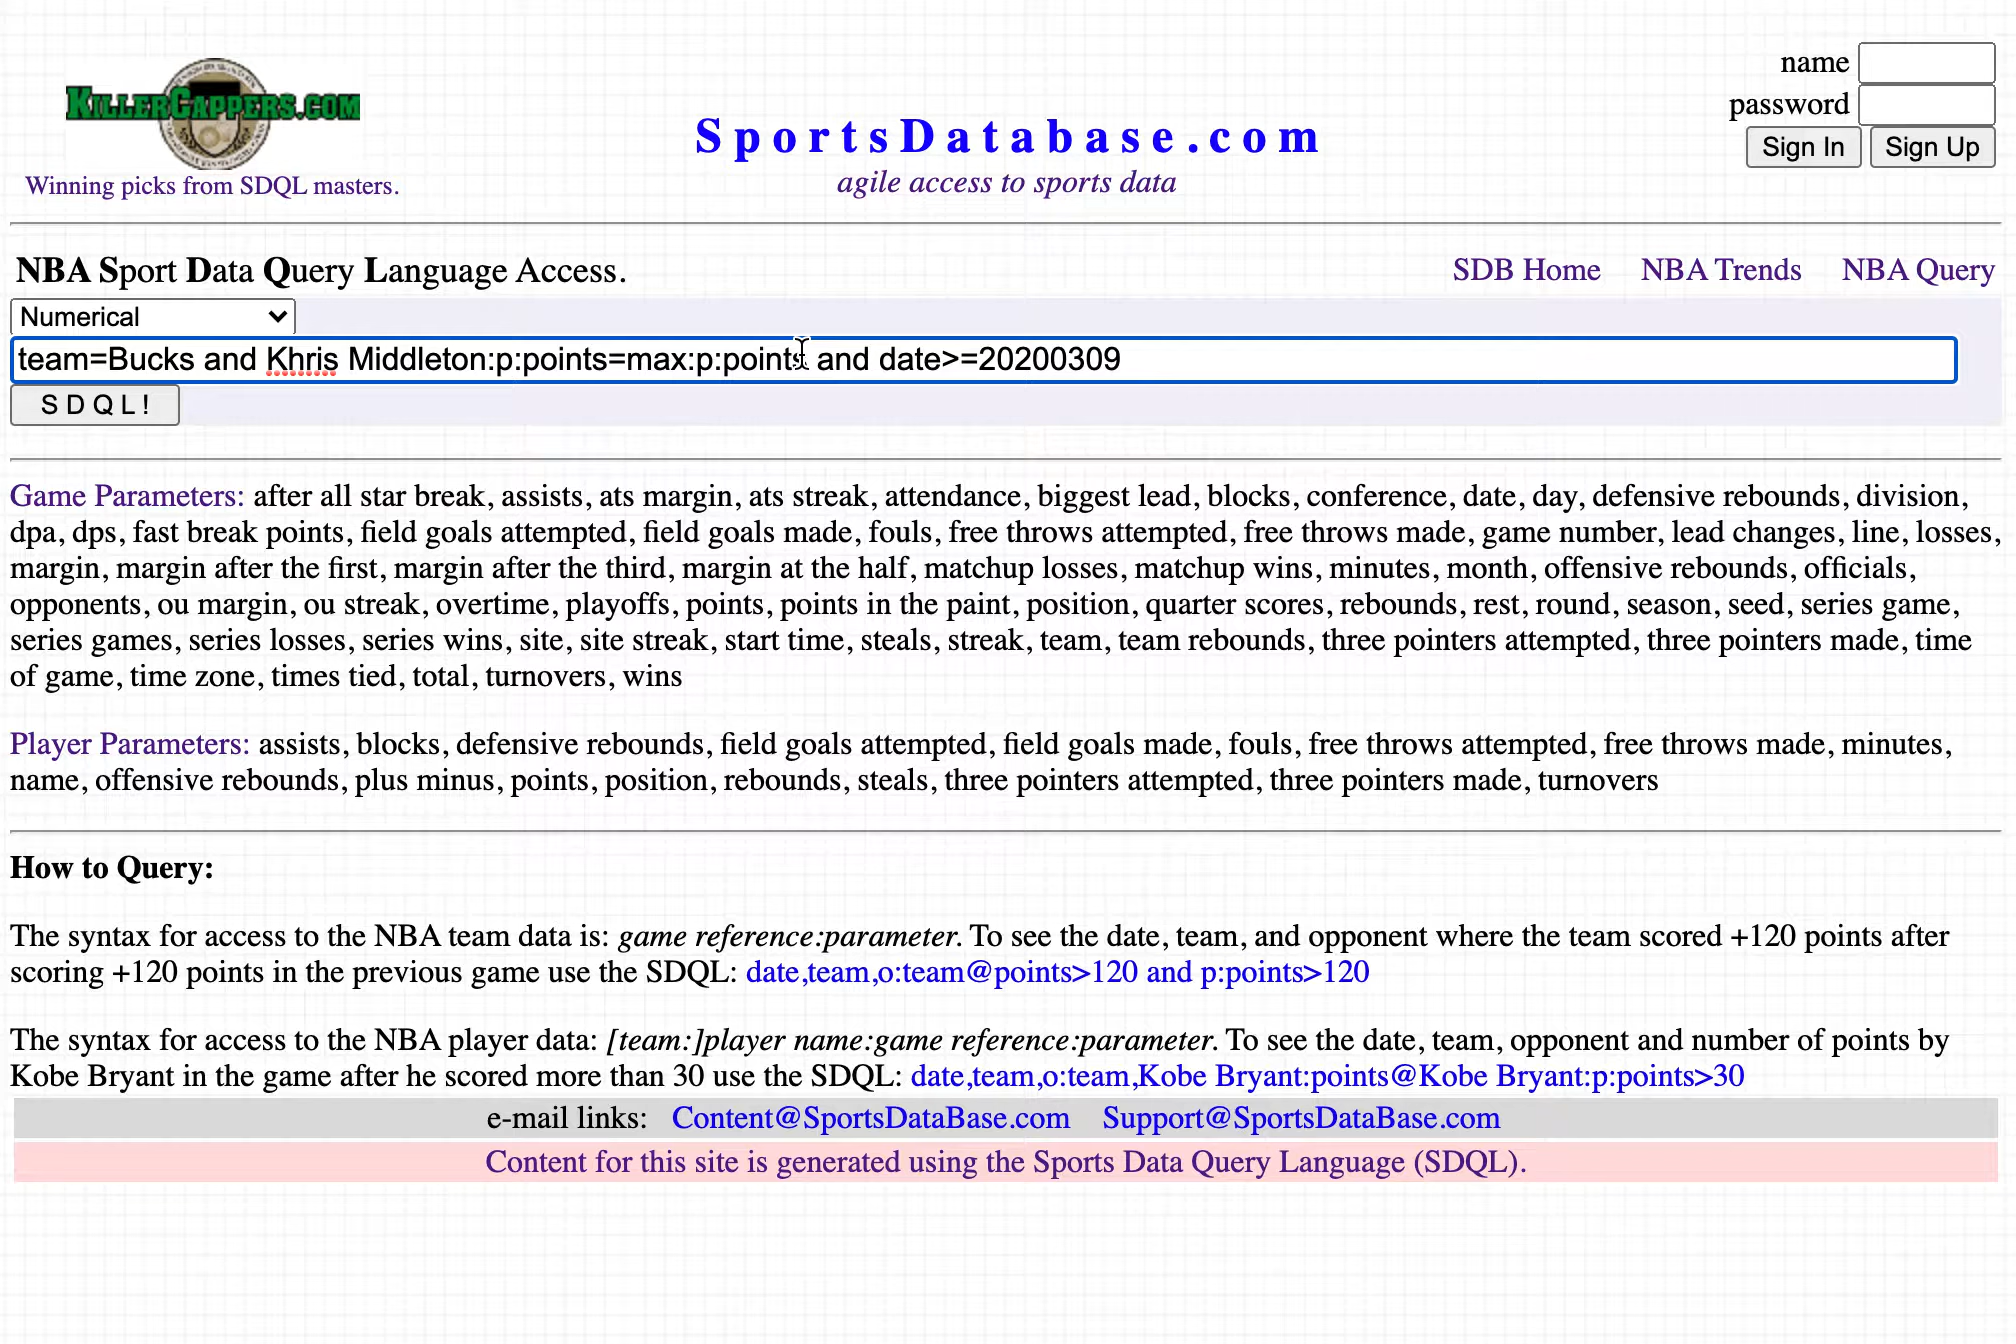 KILLERCAPPERS.COM
Winning picks from SDQL masters.
SportsDatabase.com
agile access to sports data
name
password
Sign In Sign Up
NBA Sport Data Query Language Access.
SDB Home NBA Trends NBA Query
Numerical
team=Bucks and Khris Middleton:p:points=max:p:points and date>=20200309
S D Q L !
Game Parameters: after all star break, assists, ats margin, ats streak, attendance, biggest lead, blocks, conference, date, day, defensive rebounds, division,
dpa, dps, fast break points, field goals attempted, field goals made, fouls, free throws attempted, free throws made, game number, lead changes, line, losses,
margin, margin after the first, margin after the third, margin at the half, matchup losses, matchup wins, minutes, month, offensive rebounds, officials,
opponents, ou margin, ou streak, overtime, playoffs, points, points in the paint, position, quarter scores, rebounds, rest, round, season, seed, series game,
series games, series losses, series wins, site, site streak, start time, steals, streak, team, team rebounds, three pointers attempted, three pointers made, time
of game, time zone, times tied, total, turnovers, wins
Player Parameters: assists, blocks, defensive rebounds, field goals attempted, field goals made, fouls, free throws attempted, free throws made, minutes,
name, offensive rebounds, plus minus, points, position, rebounds, steals, three pointers attempted, three pointers made, turnovers
How to Query:
The syntax for access to the NBA team data is: game reference:parameter. To see the date, team, and opponent where the team scored +120 points after
scoring +120 points in the previous game use the SDQL: date,team,o:team@points>120 and p:points>120
The syntax for access to the NBA player data: [team:]player name:game reference:parameter. To see the date, team, opponent and number of points by
Kobe Bryant in the game after he scored more than 30 use the SDQL: date,team,o:team,Kobe Bryant:points@Kobe Bryant:p:points>30
e-mail links: Content@SportsDataBase.com Support@SportsDataBase.com
Content for this site is generated using the Sports Data Query Language (SDQL).